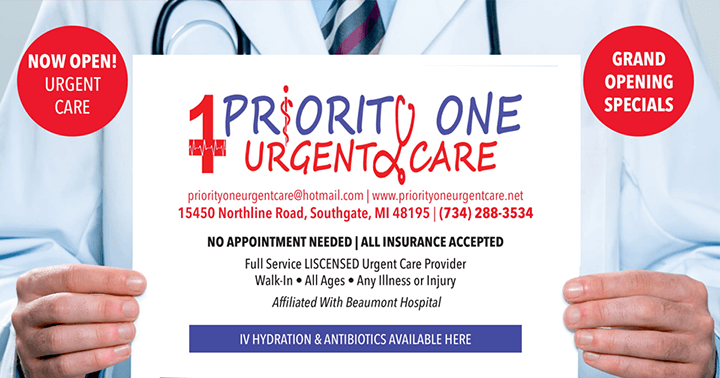 NOW OPEN!
URGENT
CARE
GRAND
OPENING
SPECIALS
1 PRIORITY ONE
URGENT CARE
priorityoneurgentcare@hotmail.com | www.priorityoneurgentcare.net
15450 Northline Road, Southgate, MI 48195 | (734) 288-3534
NO APPOINTMENT NEEDED | ALL INSURANCE ACCEPTED
Full Service LISCENSED Urgent Care Provider
Walk-In • All Ages • Any Illness or Injury
Affiliated With Beaumont Hospital
IV HYDRATION & ANTIBIOTICS AVAILABLE HERE